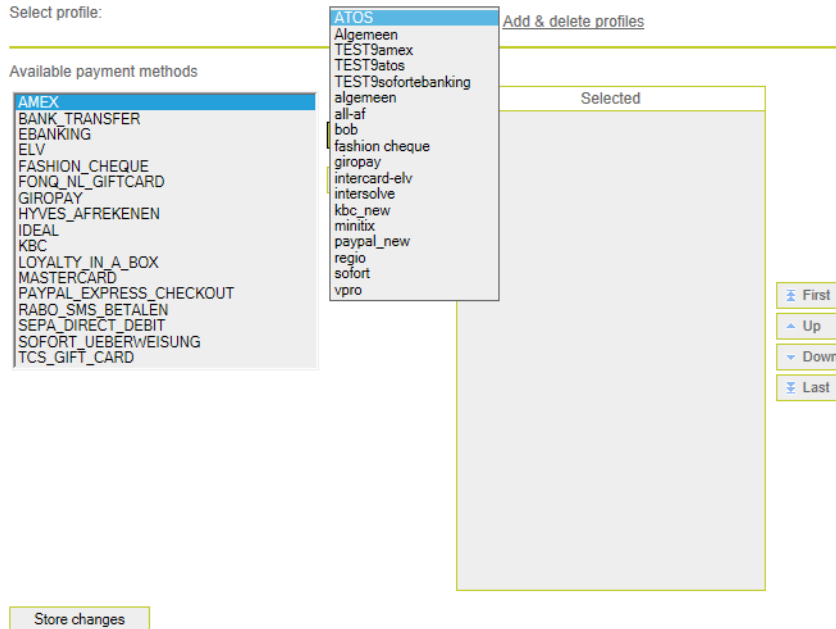 Select profile:
ATOS
Algemeen
TEST9amex
TEST9atos
TEST9sofortebanking
algemeen
all-af
bob
fashion cheque
giropay
intercard-elv
intersolve
kbc_new
minitix
paypal_new
regio
sofort
vpro
Add & delete profiles
Available payment methods
AMEX
BANK_TRANSFER
EBANKING
ELV
FASHION_CHEQUE
FONQ_NL_GIFTCARD
GIROPAY
HYVES_AFREKENEN
IDEAL
KBC
LOYALTY_IN_A_BOX
MASTERCARD
PAYPAL_EXPRESS_CHECKOUT
RABO_SMS_BETALEN
SEPA_DIRECT_DEBIT
SOFORT_UEBERWEISUNG
TCS_GIFT_CARD
Selected
First
Up
Down
Last
Store changes